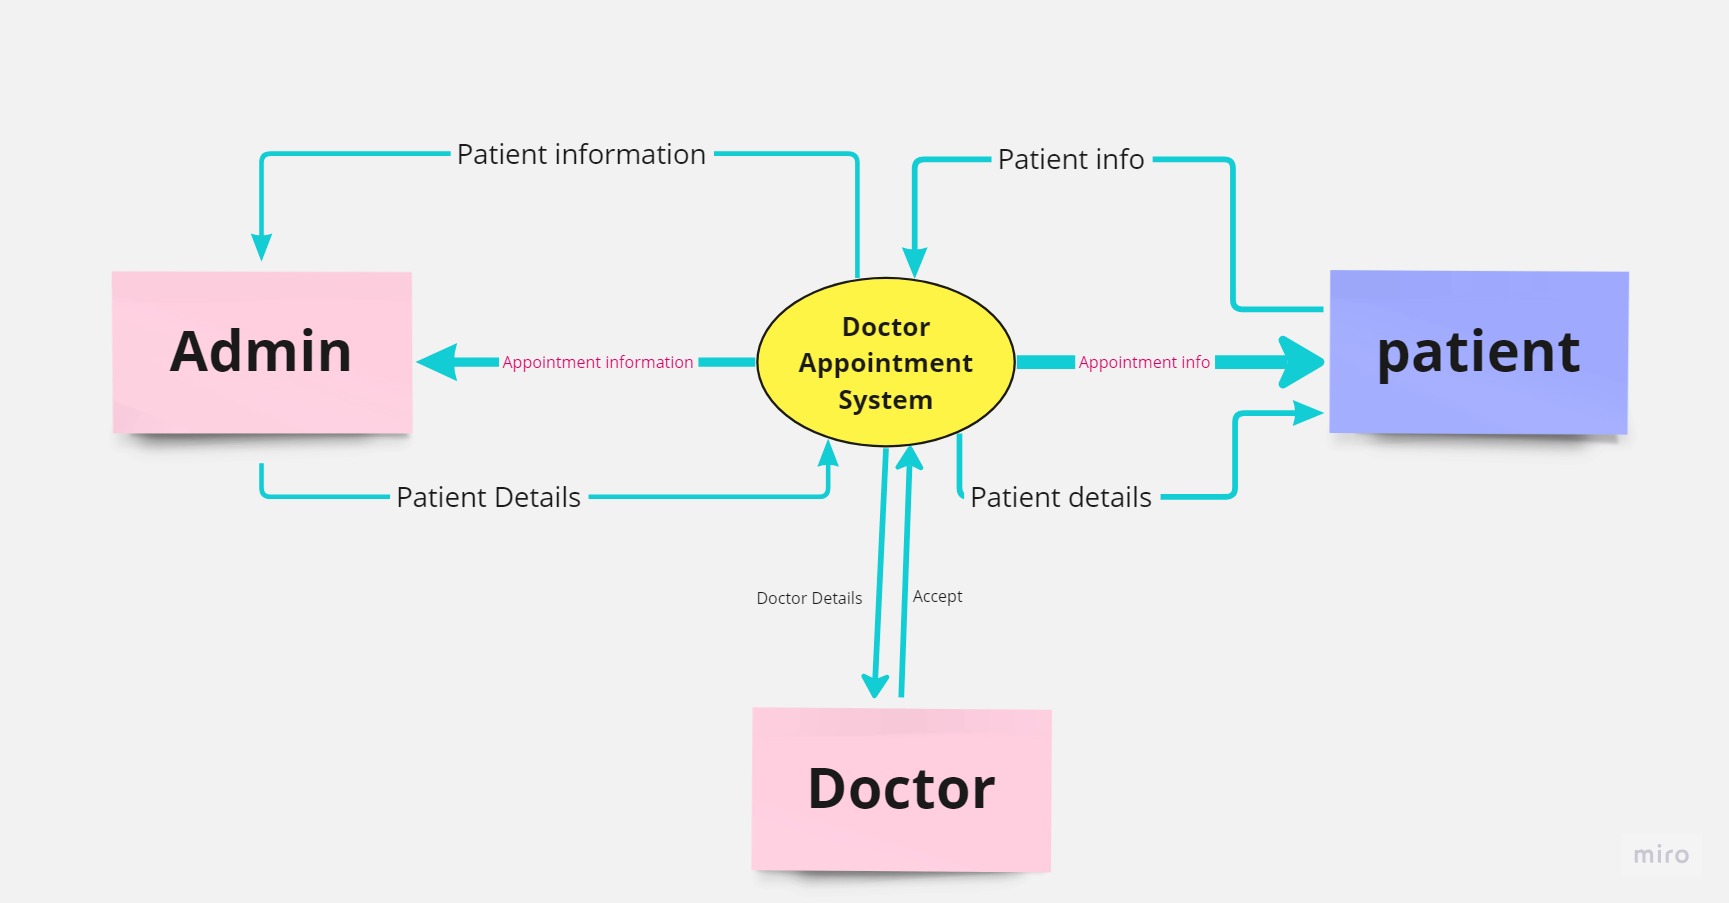 Patient information
Patient info
Admin
Appointment information
Doctor
Appointment
System
Appointment info
patient
Patient Details
Patient details
Doctor Details
Accept
Doctor
miro